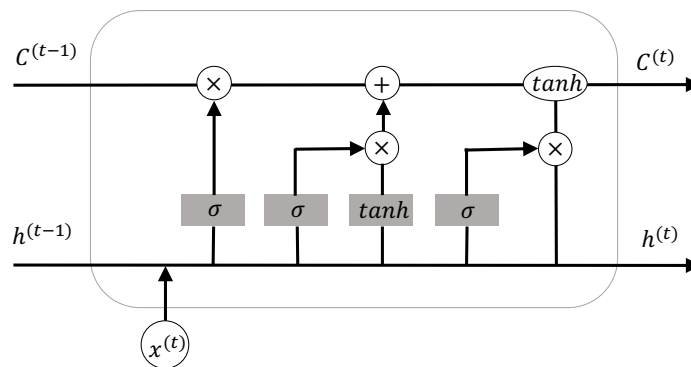 C^(t−1)
C^(t)
× + tanh
× ×
σ σ tanh σ
h^(t−1)
h^(t)
x^(t)